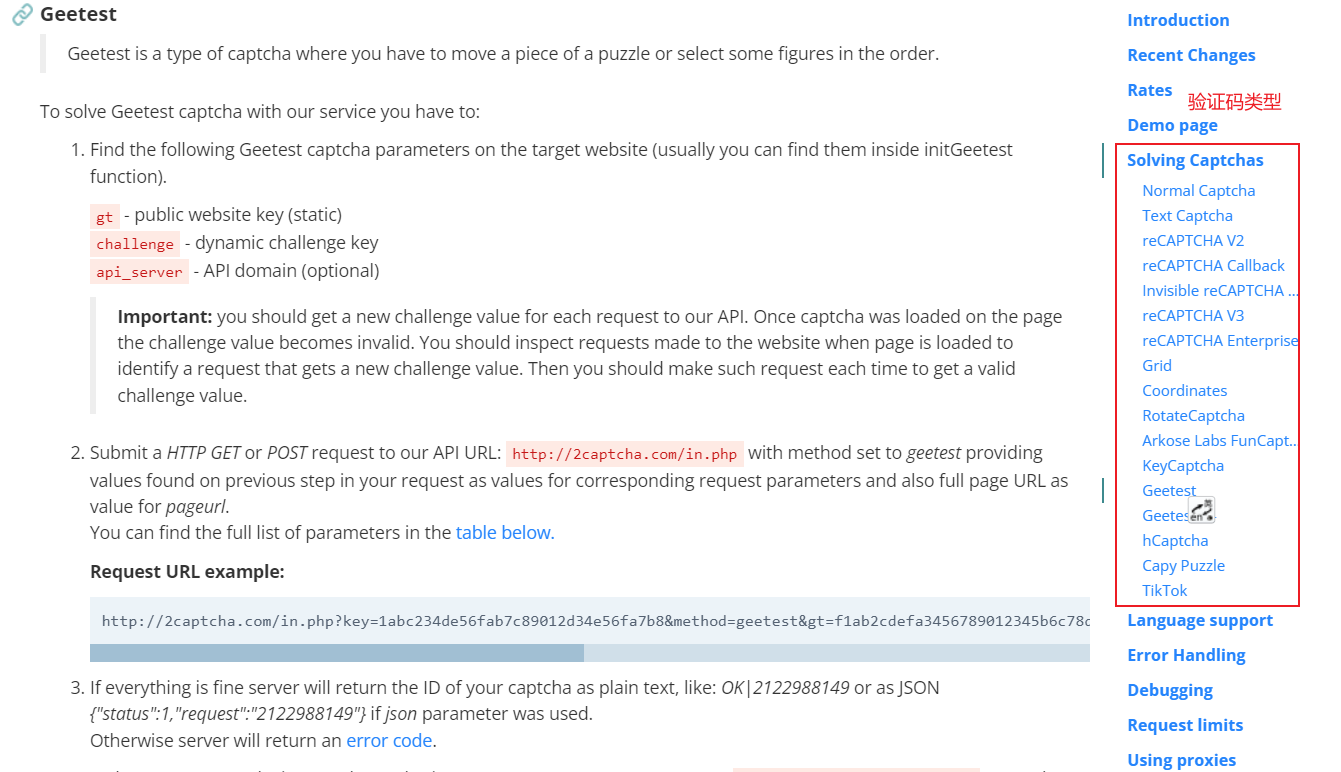 Geetest
Geetest is a type of captcha where you have to move a piece of a puzzle or select some figures in the order.
To solve Geetest captcha with our service you have to:
1. Find the following Geetest captcha parameters on the target website (usually you can find them inside initGeetest
function).
gt - public website key (static)
challenge - dynamic challenge key
api_server - API domain (optional)
Important: you should get a new challenge value for each request to our API. Once captcha was loaded on the page
the challenge value becomes invalid. You should inspect requests made to the website when page is loaded to
identify a request that gets a new challenge value. Then you should make such request each time to get a valid
challenge value.
2. Submit a HTTP GET or POST request to our API URL: http://2captcha.com/in.php with method set to geetest providing
values found on previous step in your request as values for corresponding request parameters and also full page URL as
value for pageurl.
You can find the full list of parameters in the table below.
Request URL example:
http://2captcha.com/in.php?key=1abc234de56fab7c89012d34e56fa7b8&method=geetest&gt=f1ab2cdefa3456789012345b6c78d
3. If everything is fine server will return the ID of your captcha as plain text, like: OK|2122988149 or as JSON
{"status":1,"request":"2122988149"} if json parameter was used.
Otherwise server will return an error code.
Introduction
Recent Changes
Rates
验证码类型
Demo page
Solving Captchas
Normal Captcha
Text Captcha
reCAPTCHA V2
reCAPTCHA Callback
Invisible reCAPTCHA ...
reCAPTCHA V3
reCAPTCHA Enterprise
Grid
Coordinates
RotateCaptcha
Arkose Labs FunCapt...
KeyCaptcha
Geetest
Geetes
hCaptcha
Capy Puzzle
TikTok
Language support
Error Handling
Debugging
Request limits
Using proxies